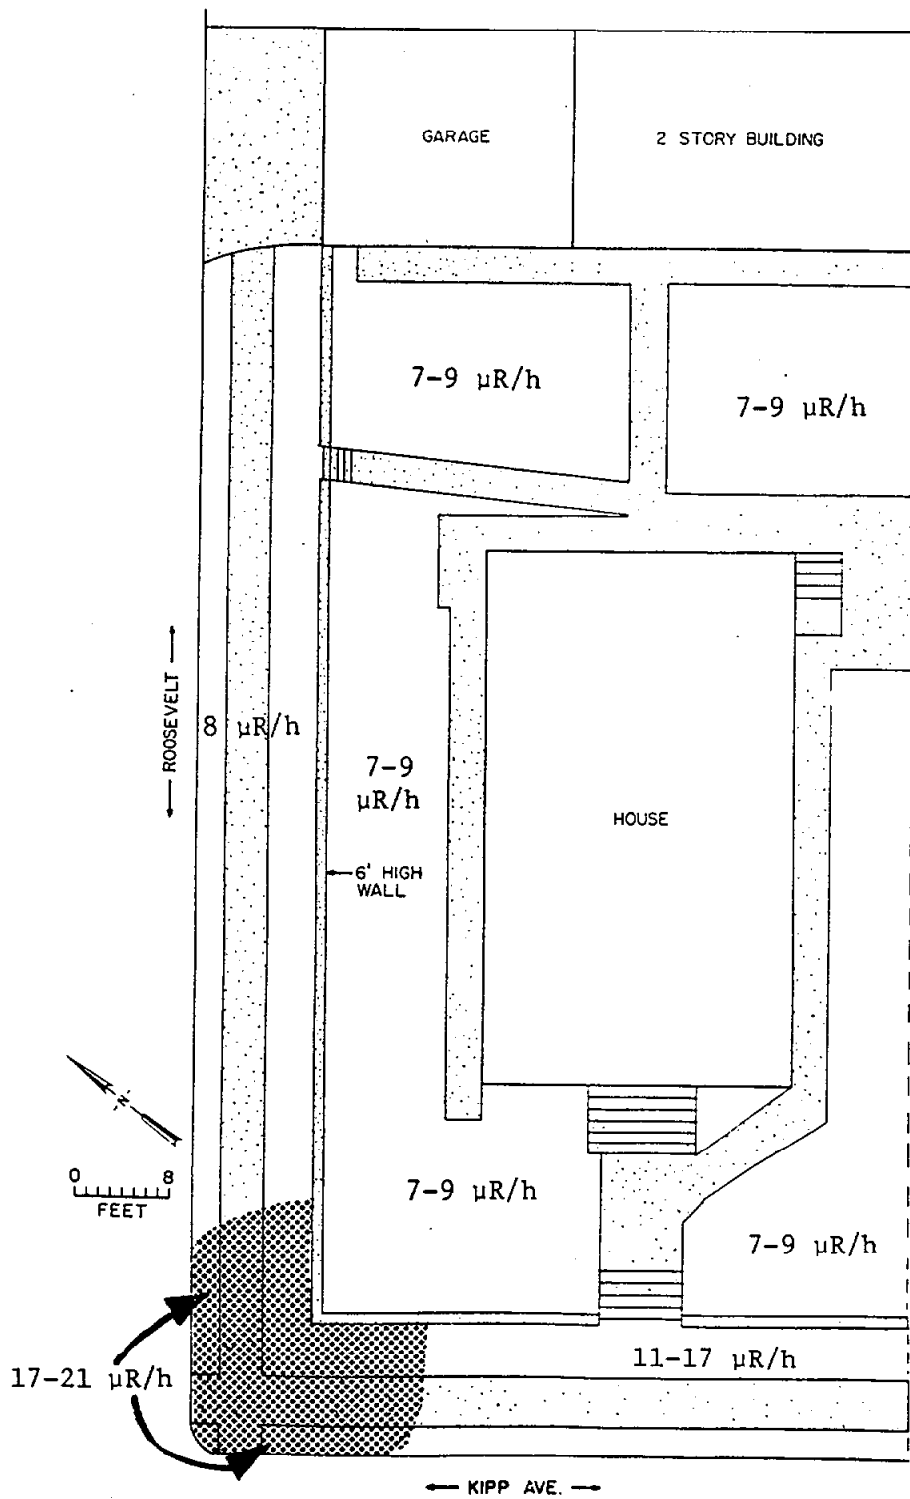 GARAGE
2 STORY BUILDING
7-9 µR/h
7-9 µR/h
ROOSEVELT
8 µR/h
7-9
µR/h
HOUSE
6' HIGH
WALL
N
0 8
FEET
7-9 µR/h
7-9 µR/h
17-21 µR/h
11-17 µR/h
KIPP AVE.